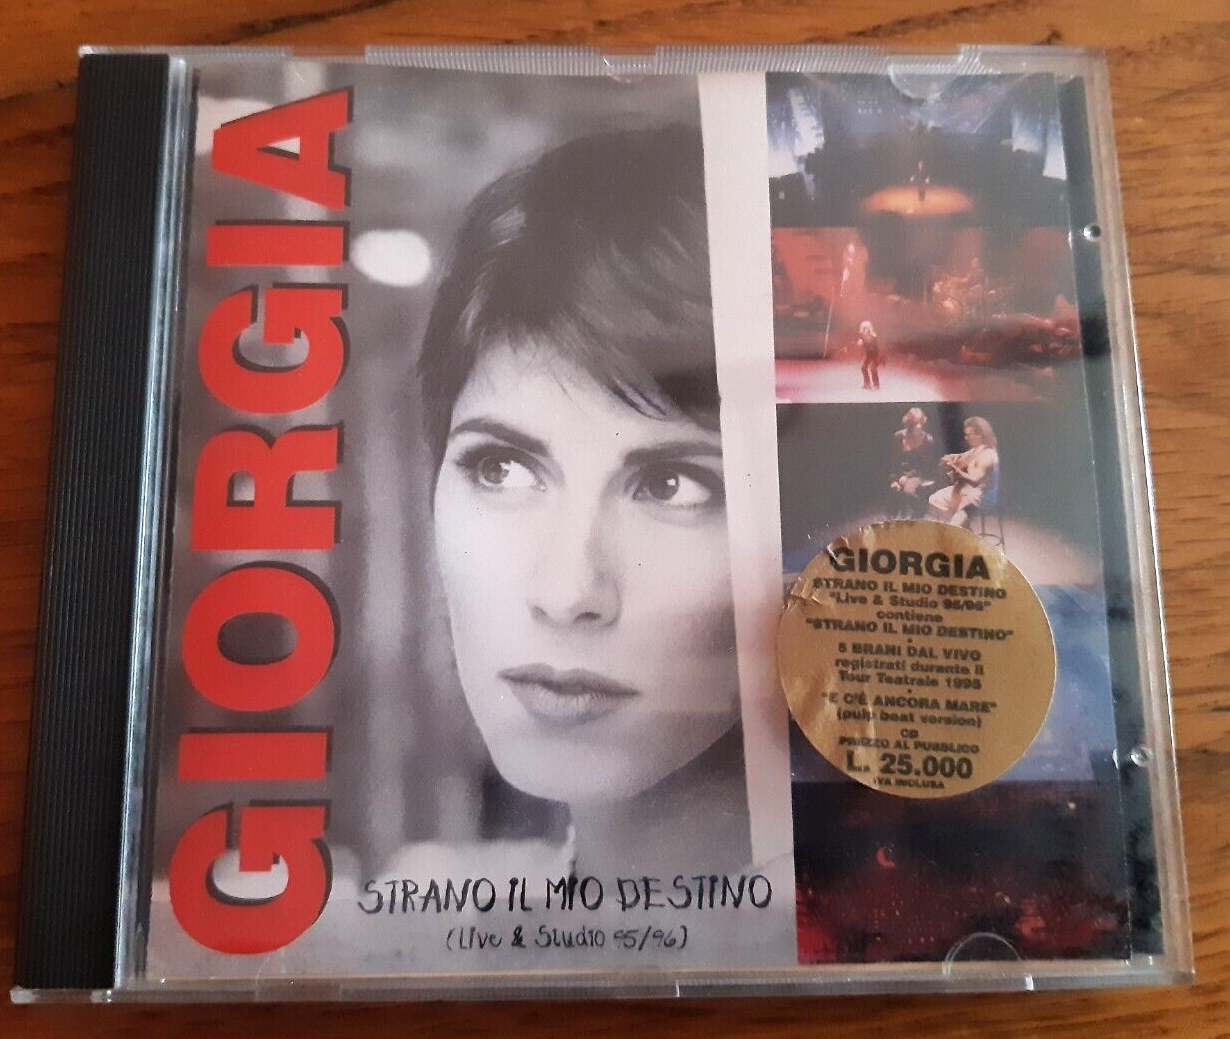 GIORGIA
STRANO IL MIO DESTINO
(Live & Studio 95/96)
GIORGIA
STRANO IL MIO DESTINO
"Live & Studio 95/96"
contiene
"STRANO IL MIO DESTINO"
5 BRANI DAL VIVO
registrati durante il
Tour Teatrale 1995
"E C'È ANCORA MARE"
(pulp beat version)
CD
PREZZO AL PUBBLICO
L. 25.000
IVA INCLUSA